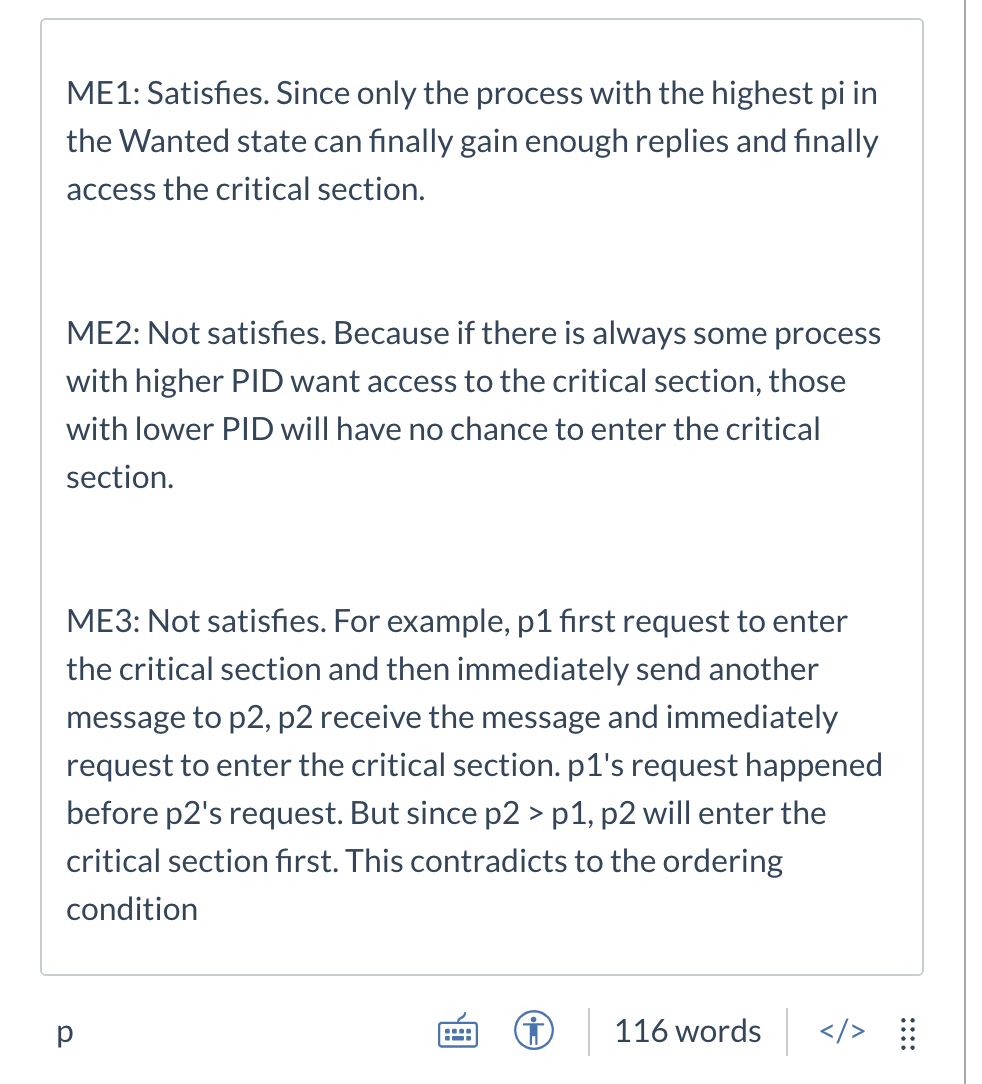 ME1: Satisfies. Since only the process with the highest pi in
the Wanted state can finally gain enough replies and finally
access the critical section.
ME2: Not satisfies. Because if there is always some process
with higher PID want access to the critical section, those
with lower PID will have no chance to enter the critical
section.
ME3: Not satisfies. For example, p1 first request to enter
the critical section and then immediately send another
message to p2, p2 receive the message and immediately
request to enter the critical section. p1's request happened
before p2's request. But since p2 > p1, p2 will enter the
critical section first. This contradicts to the ordering
condition
p 116 words </>